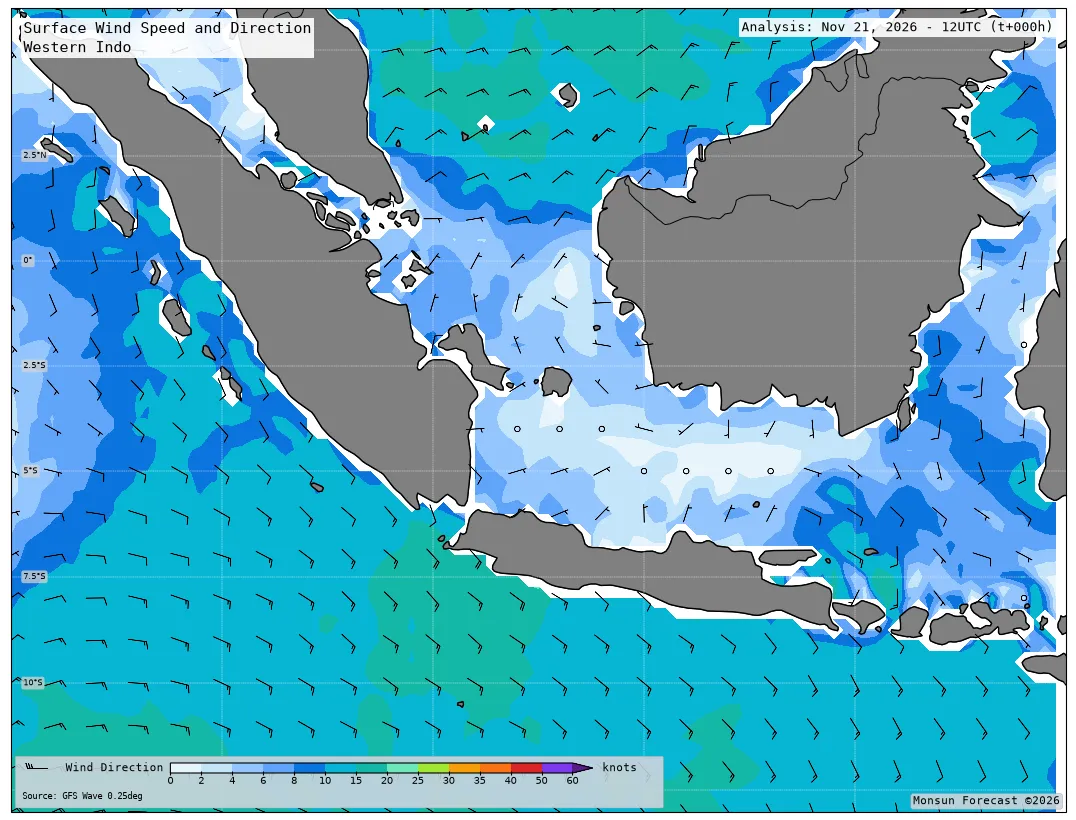 Surface Wind Speed and Direction
Western Indo
Analysis: Nov 21, 2026 - 12UTC (t+000h)
2.5°N
0°
2.5°S
5°S
7.5°S
10°S
Wind Direction
0 2 4 6 8 10 15 20 25 30 35 40 50 60
knots
Source: GFS Wave 0.25deg
Monsun Forecast ©2026